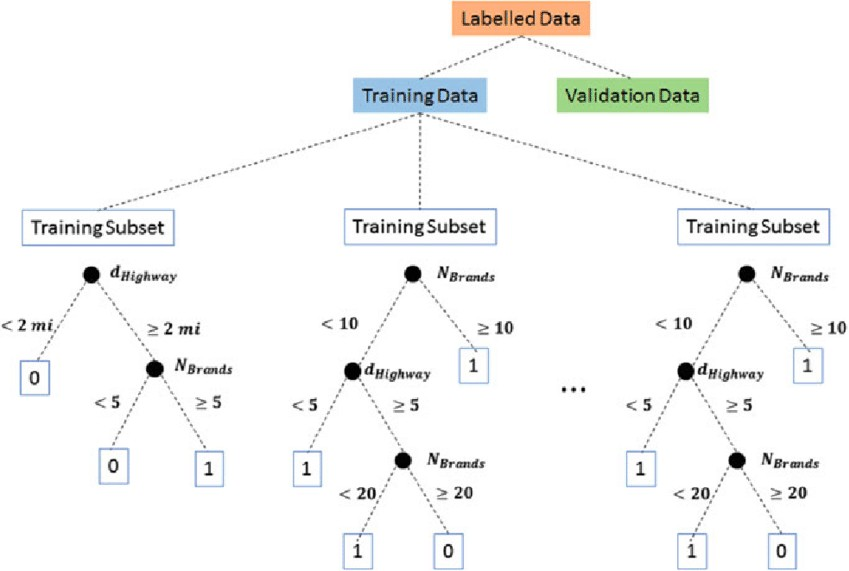 Labelled Data
Training Data Validation Data
Training Subset Training Subset Training Subset
d_Highway N_Brands N_Brands
< 2 mi ≥ 2 mi < 10 ≥ 10 < 10 ≥ 10
0 N_Brands d_Highway 1 ... d_Highway 1
< 5 ≥ 5 < 5 ≥ 5 < 5 ≥ 5
0 1 1 N_Brands 1 N_Brands
< 20 ≥ 20 < 20 ≥ 20
1 0 1 0